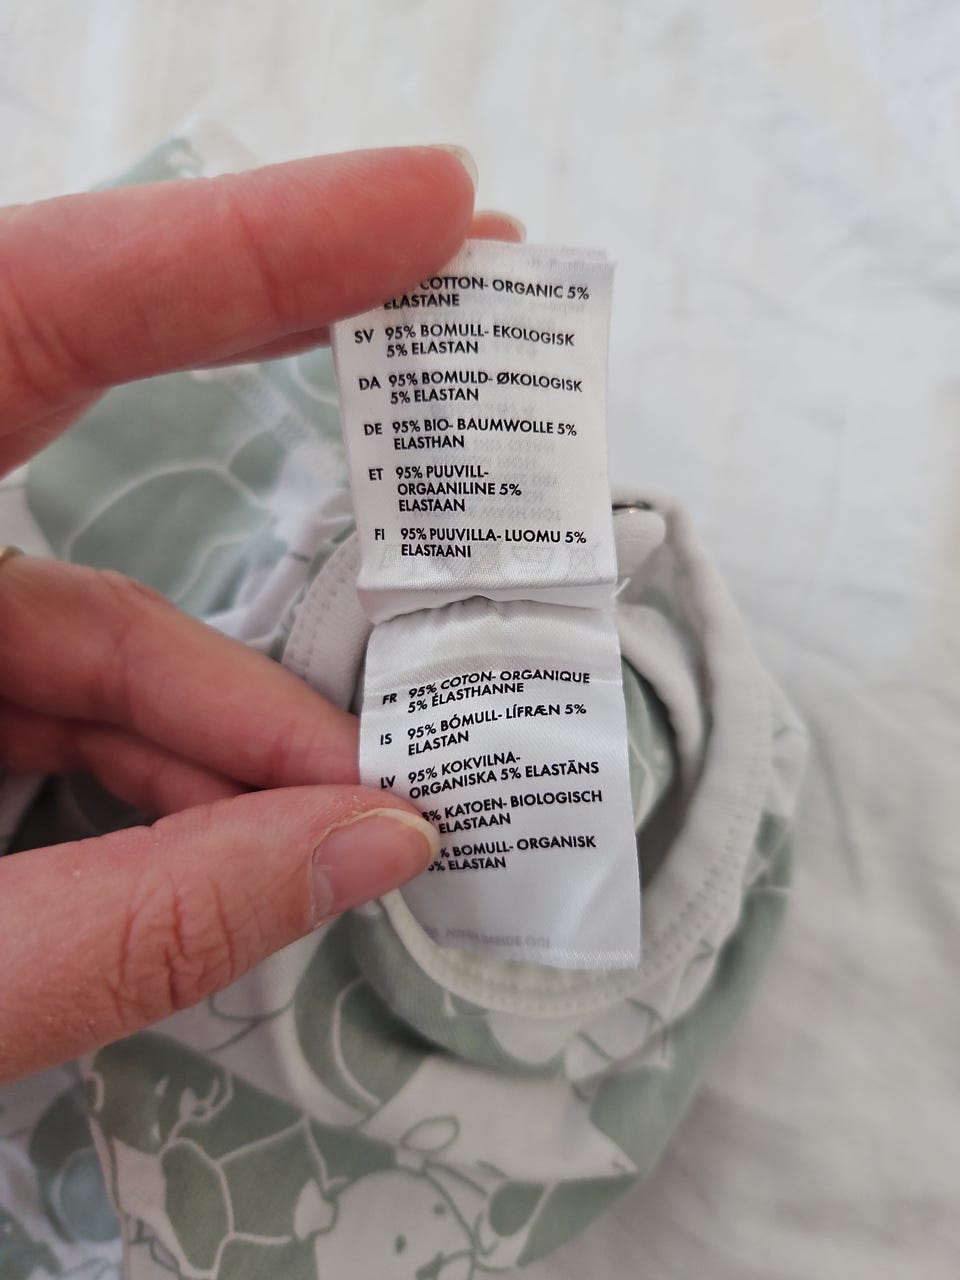 COTTON- ORGANIC 5%
ELASTANE
SV 95% BOMULL- EKOLOGISK
5% ELASTAN
DA 95% BOMULD- ØKOLOGISK
5% ELASTAN
DE 95% BIO- BAUMWOLLE 5%
ELASTHAN
ET 95% PUUVILL-
ORGAANILINE 5%
ELASTAAN
FI 95% PUUVILLA- LUOMU 5%
ELASTAANI
FR 95% COTON- ORGANIQUE
5% ÉLASTHANNE
IS 95% BÓMULL- LÍFRÆN 5%
ELASTAN
LV 95% KOKVILNA-
ORGANISKA 5% ELASTĀNS
5% KATOEN- BIOLOGISCH
ELASTAAN
% BOMULL- ORGANISK
5% ELASTAN